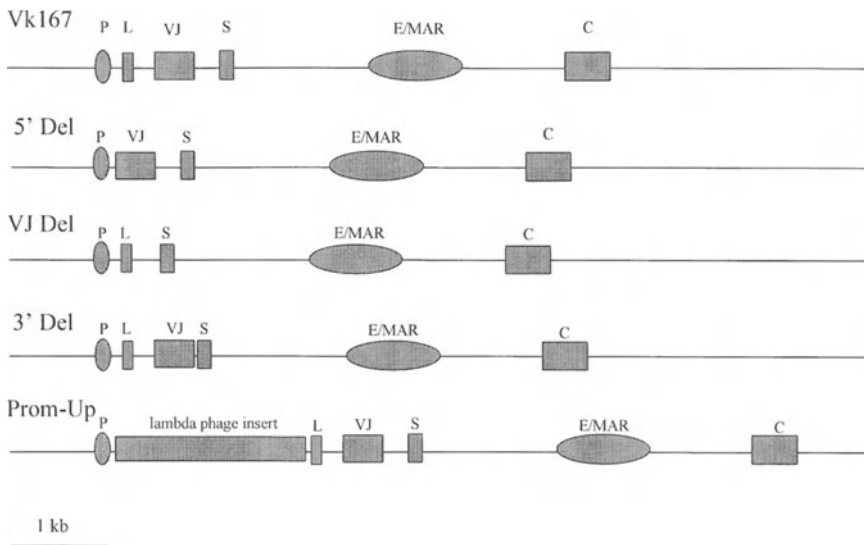 Vk167
P L VJ S E/MAR C
5' Del
P VJ S E/MAR C
VJ Del
P L S E/MAR C
3' Del
P L VJ S E/MAR C
Prom-Up
P lambda phage insert L VJ S E/MAR C
1 kb